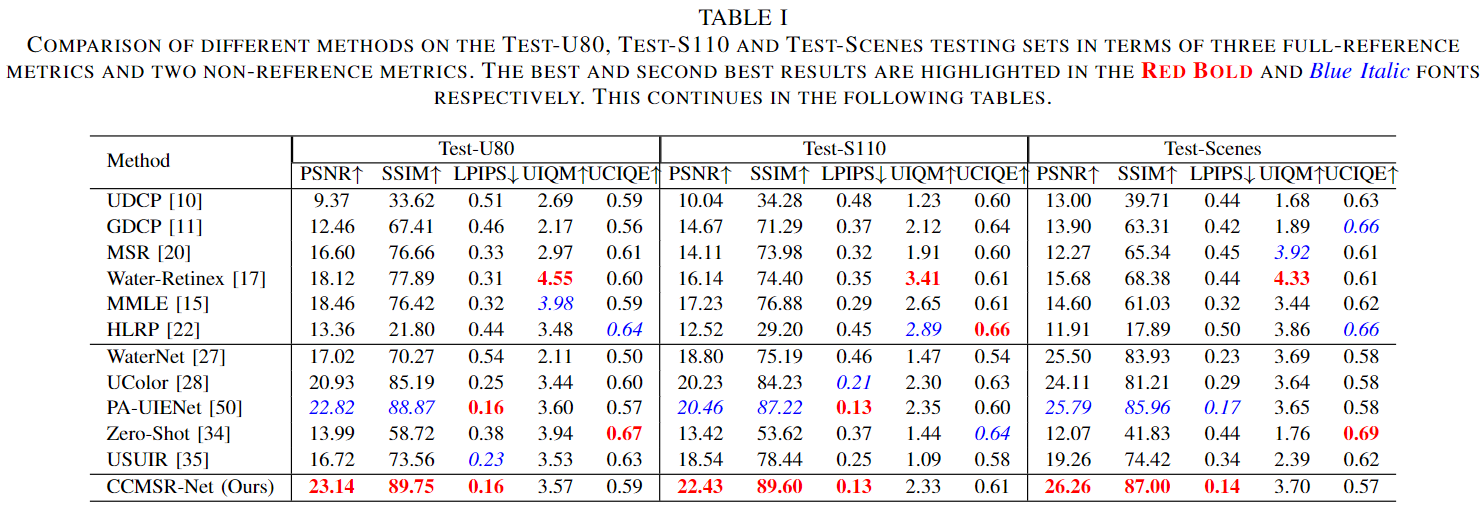 TABLE I
COMPARISON OF DIFFERENT METHODS ON THE TEST-U80, TEST-S110 AND TEST-SCENES TESTING SETS IN TERMS OF THREE FULL-REFERENCE
METRICS AND TWO NON-REFERENCE METRICS. THE BEST AND SECOND BEST RESULTS ARE HIGHLIGHTED IN THE RED BOLD AND Blue Italic FONTS
RESPECTIVELY. THIS CONTINUES IN THE FOLLOWING TABLES.
Method Test-U80 Test-S110 Test-Scenes
PSNR↑ SSIM↑ LPIPS↓ UIQM↑ UCIQE↑ PSNR↑ SSIM↑ LPIPS↓ UIQM↑ UCIQE↑ PSNR↑ SSIM↑ LPIPS↓ UIQM↑ UCIQE↑
UDCP [10] 9.37 33.62 0.51 2.69 0.59 10.04 34.28 0.48 1.23 0.60 13.00 39.71 0.44 1.68 0.63
GDCP [11] 12.46 67.41 0.46 2.17 0.56 14.67 71.29 0.37 2.12 0.64 13.90 63.31 0.42 1.89 0.66
MSR [20] 16.60 76.66 0.33 2.97 0.61 14.11 73.98 0.32 1.91 0.60 12.27 65.34 0.44 3.92 0.61
Water-Retinex [17] 18.12 77.89 0.31 4.55 0.60 16.14 74.40 0.35 3.41 0.61 15.68 68.38 0.44 4.33 0.61
MMLE [15] 18.46 76.42 0.32 3.98 0.59 17.23 76.88 0.29 2.65 0.61 14.60 61.03 0.32 3.44 0.62
HLRP [22] 13.36 21.80 0.44 3.48 0.64 12.52 29.20 0.45 2.89 0.66 11.91 17.89 0.50 3.86 0.66
WaterNet [27] 17.02 70.27 0.54 2.11 0.50 18.80 75.19 0.46 1.47 0.54 25.50 83.93 0.23 3.69 0.58
UColor [28] 20.93 85.19 0.25 3.44 0.60 20.23 84.23 0.21 2.30 0.63 24.11 81.21 0.29 3.64 0.58
PA-UIENet [50] 22.82 88.87 0.16 3.60 0.57 20.46 87.22 0.13 2.35 0.60 25.79 85.96 0.17 3.65 0.58
Zero-Shot [34] 13.99 58.72 0.38 3.94 0.67 13.42 53.62 0.37 1.44 0.64 12.07 41.83 0.44 1.76 0.69
USUIR [35] 16.72 73.56 0.23 3.53 0.63 18.54 78.44 0.25 1.09 0.58 19.26 74.42 0.34 2.39 0.62
CCMSR-Net (Ours) 23.14 89.75 0.16 3.57 0.59 22.43 89.60 0.13 2.33 0.61 26.26 87.00 0.14 3.70 0.57